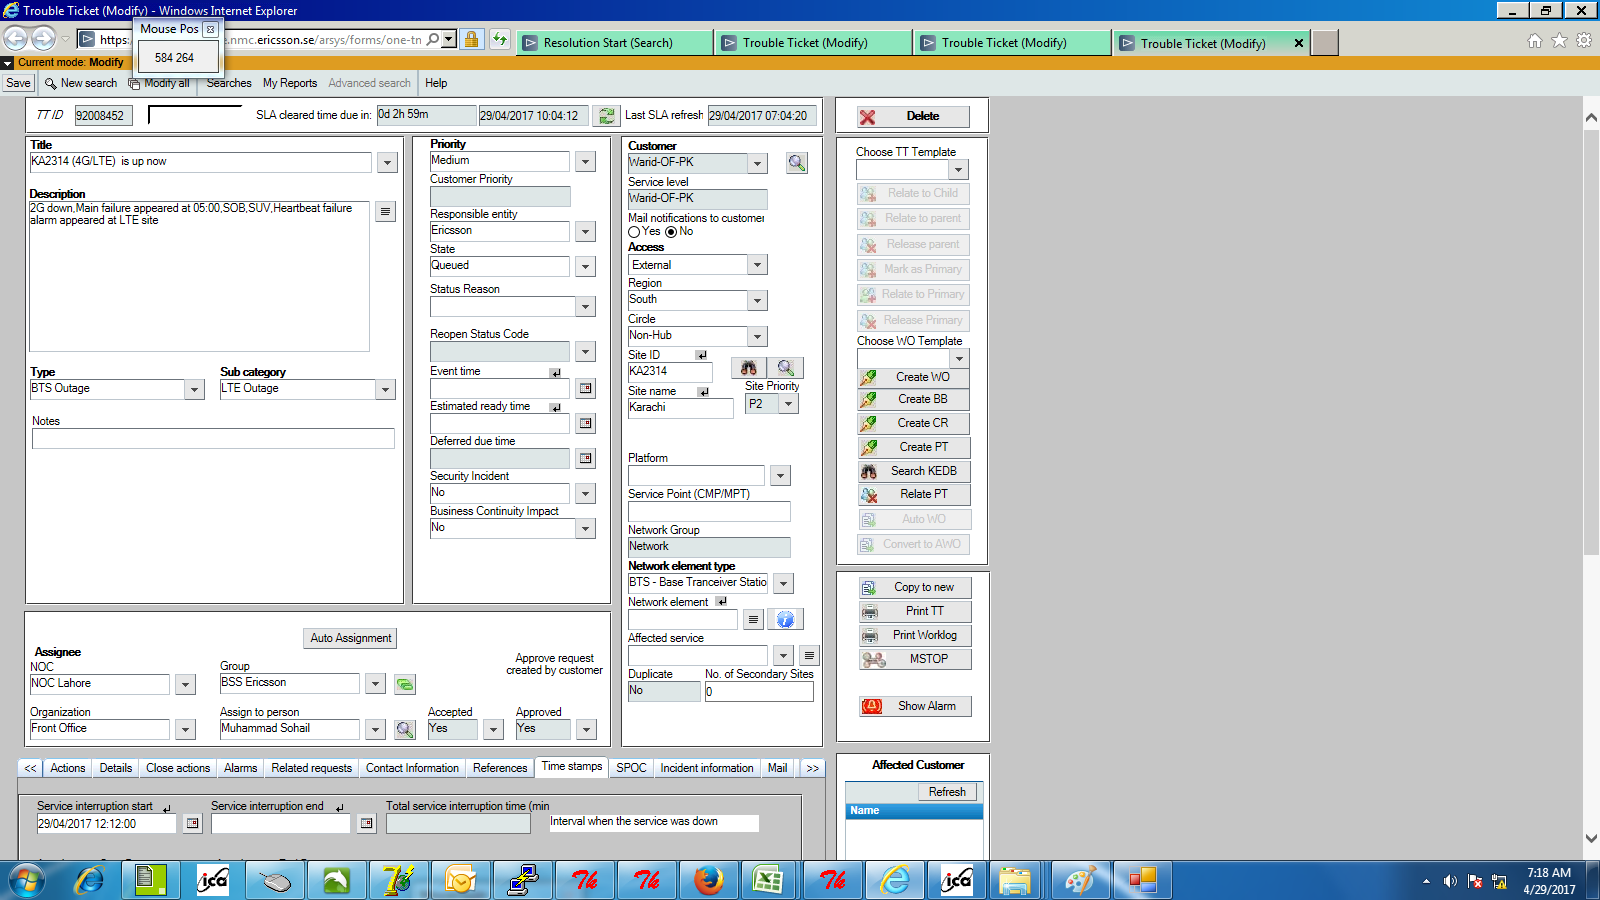 Trouble Ticket (Modify) - Windows Internet Explorer
Mouse Pos
584 264
https:
.nmc.ericsson.se/arsys/forms/one-tn
Resolution Start (Search)
Trouble Ticket (Modify)
Trouble Ticket (Modify)
Trouble Ticket (Modify)
Current mode: Modify
Save
New search
Modify all
Searches
My Reports
Advanced search
Help
TT ID
92008452
SLA cleared time due in:
0d 2h 59m
29/04/2017 10:04:12
Last SLA refresh
29/04/2017 07:04:20
Delete
Title
KA2314 (4G/LTE)  is up now
Description
2G down,Main failure appeared at 05:00,SOB,SUV,Heartbeat failure
alarm appeared at LTE site
Type
BTS Outage
Sub category
LTE Outage
Notes
Priority
Medium
Customer Priority
Responsible entity
Ericsson
State
Queued
Status Reason
Reopen Status Code
Event time
Estimated ready time
Deferred due time
Security Incident
No
Business Continuity Impact
No
Customer
Warid-OF-PK
Service level
Warid-OF-PK
Mail notifications to customer
Yes
No
Access
External
Region
South
Circle
Non-Hub
Site ID
KA2314
Site name
Karachi
Site Priority
P2
Platform
Service Point (CMP/MPT)
Network Group
Network
Network element type
BTS - Base Tranceiver Statio
Network element
Affected service
Duplicate
No
No. of Secondary Sites
0
Choose TT Template
Relate to Child
Relate to parent
Release parent
Mark as Primary
Relate to Primary
Release Primary
Choose WO Template
Create WO
Create BB
Create CR
Create PT
Search KEDB
Relate PT
Auto WO
Convert to AWO
Copy to new
Print TT
Print Worklog
MSTOP
Show Alarm
Auto Assignment
Assignee
NOC
NOC Lahore
Group
BSS Ericsson
Approve request
created by customer
Organization
Front Office
Assign to person
Muhammad Sohail
Accepted
Yes
Approved
Yes
<<
Actions
Details
Close actions
Alarms
Related requests
Contact Information
References
Time stamps
SPOC
Incident information
Mail
>>
Service interruption start
29/04/2017 12:12:00
Service interruption end
Total service interruption time (min
Interval when the service was down
Affected Customer
Refresh
Name
ica
Th
Th
Th
ica
7:18 AM
4/29/2017